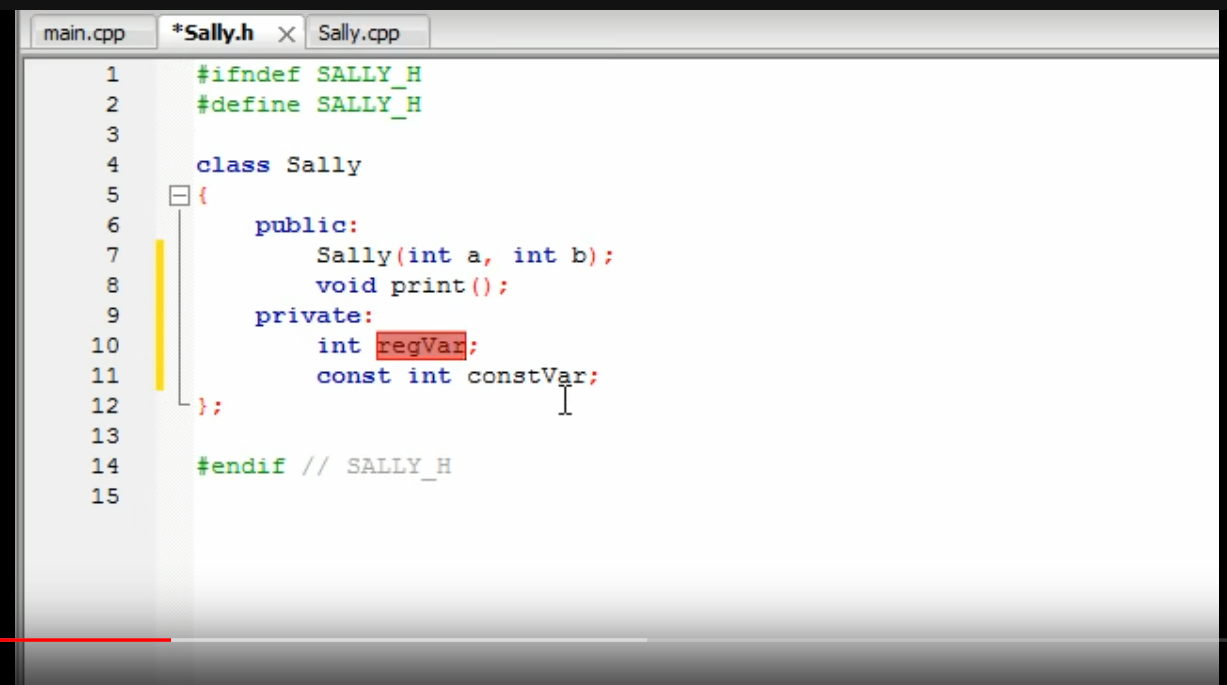 main.cpp *Sally.h Sally.cpp
1 #ifndef SALLY_H
2 #define SALLY_H
3
4 class Sally
5 {
6 public:
7 Sally(int a, int b);
8 void print();
9 private:
10 int regVar;
11 const int constVar;
12 };
13
14 #endif // SALLY_H
15